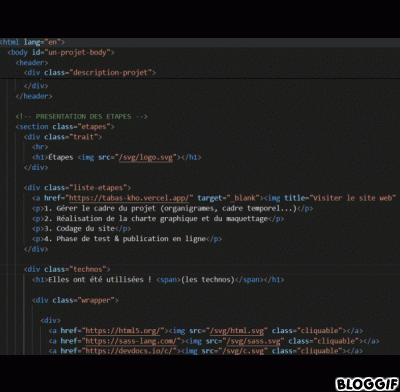 <html lang="en">
<body id="un-projet-body">
<header>
<div class="description-projet">
</div>
</header>
<!-- PRESENTATION DES ETAPES -->
<section class="etapes">
<div class="trait">
<hr>
<h1>Étapes <img src="/svg/logo.svg"></h1>
</div>
<div class="liste-etapes">
<a href="https://tabas-kho.vercel.app/" target="_blank"><img title="Visiter le site web"
<p>1. Gérer le cadre du projet (organigrames, cadre temporel...)</p>
<p>2. Réalisation de la charte graphique et du maquettage</p>
<p>3. Codage du site</p>
<p>4. Phase de test & publication en ligne</p>
</div>
<div class="technos">
<h1>Elles ont été utilisées ! <span>(les technos)</span></h1>
<div class="wrapper">
<div>
<a href="https://html5.org/"><img src="/svg/html.svg" class="cliquable"></a>
<a href="https://sass-lang.com/"><img src="/svg/sass.svg" class="cliquable"></a>
<a href="https://devdocs.io/c/"><img src="/svg/c.svg" class="cliquable"></a>
BLOGGIF